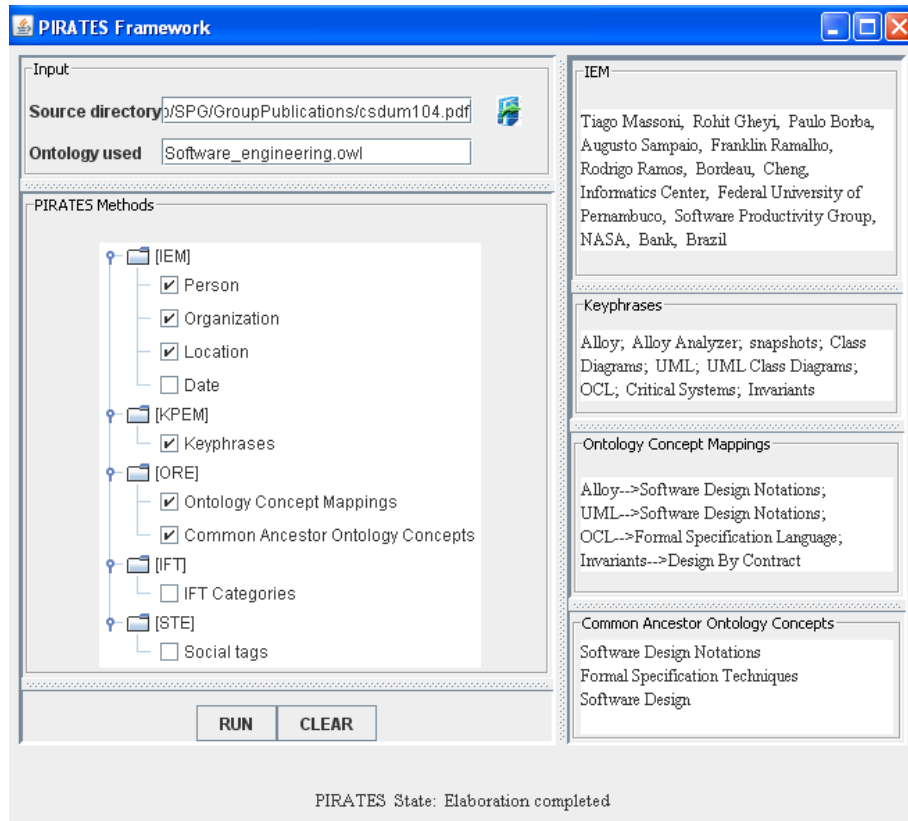 PIRATES Framework
Input
Source directory
o/SPG/GroupPublications/csdum104.pdf
Ontology used
Software_engineering.owl
PIRATES Methods
[IEM]
Person
Organization
Location
Date
[KPEM]
Keyphrases
[ORE]
Ontology Concept Mappings
Common Ancestor Ontology Concepts
[IFT]
IFT Categories
[STE]
Social tags
RUN
CLEAR
IEM
Tiago Massoni, Rohit Gheyi, Paulo Borba,
Augusto Sampaio, Franklin Ramalho,
Rodrigo Ramos, Bordeau, Cheng,
Informatics Center, Federal University of
Pernambuco, Software Productivity Group,
NASA, Bank, Brazil
Keyphrases
Alloy; Alloy Analyzer; snapshots; Class
Diagrams; UML; UML Class Diagrams;
OCL; Critical Systems; Invariants
Ontology Concept Mappings
Alloy-->Software Design Notations;
UML-->Software Design Notations;
OCL-->Formal Specification Language;
Invariants-->Design By Contract
Common Ancestor Ontology Concepts
Software Design Notations
Formal Specification Techniques
Software Design
PIRATES State: Elaboration completed